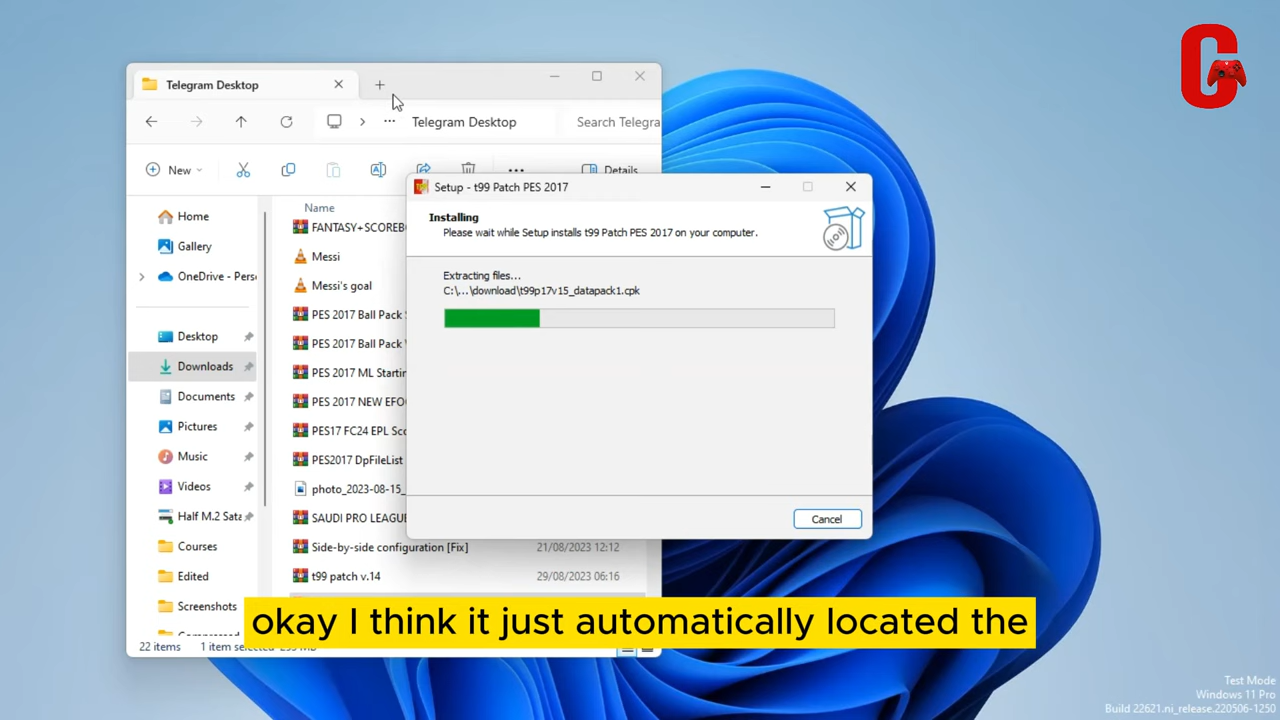 Telegram Desktop
Telegram Desktop
Search Telegra
New
Details
Home
Gallery
OneDrive - Pers
Desktop
Downloads
Documents
Pictures
Music
Videos
Half M.2 Sata
Courses
Edited
Screenshots
Name
FANTASY+SCOREB
Messi
Messi's goal
PES 2017 Ball Pack
PES 2017 Ball Pack
PES 2017 ML Startin
PES 2017 NEW EFO
PES17 FC24 EPL Sco
PES2017 DpFileList
photo_2023-08-15_
SAUDI PRO LEAGU
Side-by-side configuration [Fix] 21/08/2023 12:12
t99 patch v.14 29/08/2023 06:16
22 items
1 item selected
Setup - t99 Patch PES 2017
Installing
Please wait while Setup installs t99 Patch PES 2017 on your computer.
Extracting files...
C:\...\download\t99p17v15_datapack1.cpk
Cancel
okay I think it just automatically located the
G
Test Mode
Windows 11 Pro
Build 22621.ni_release.220506-1250